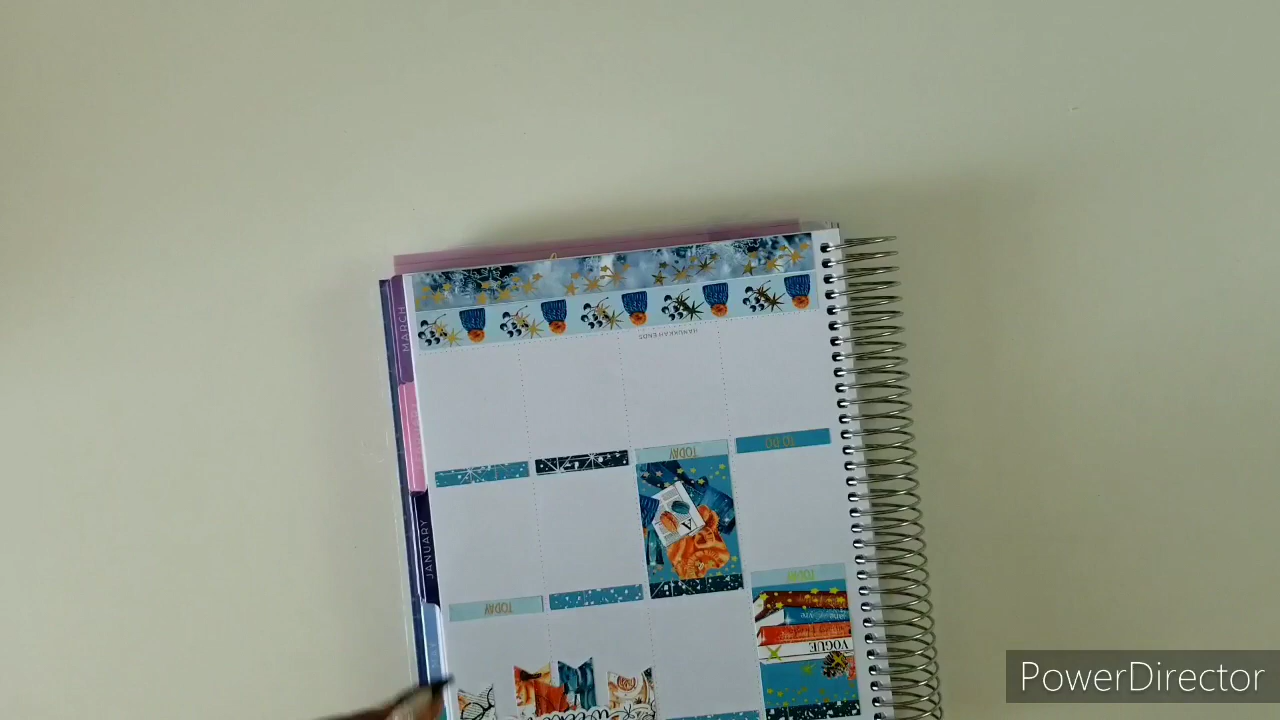 MARCH
HANUKKAH ENDS
TODAY
TO DO
JANUARY
TODAY
TODAY
VOGUE
A
PowerDirector